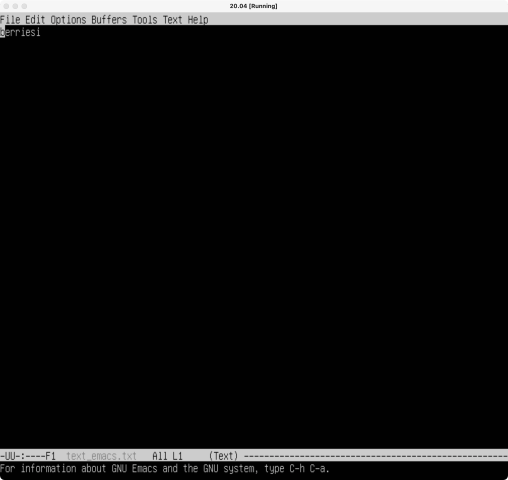 20.04 [Running]
File Edit Options Buffers Tools Text Help
berriesi
-UU-:----F1  text_emacs.txt   All L1     (Text) --------------------------------------------------
For information about GNU Emacs and the GNU system, type C-h C-a.